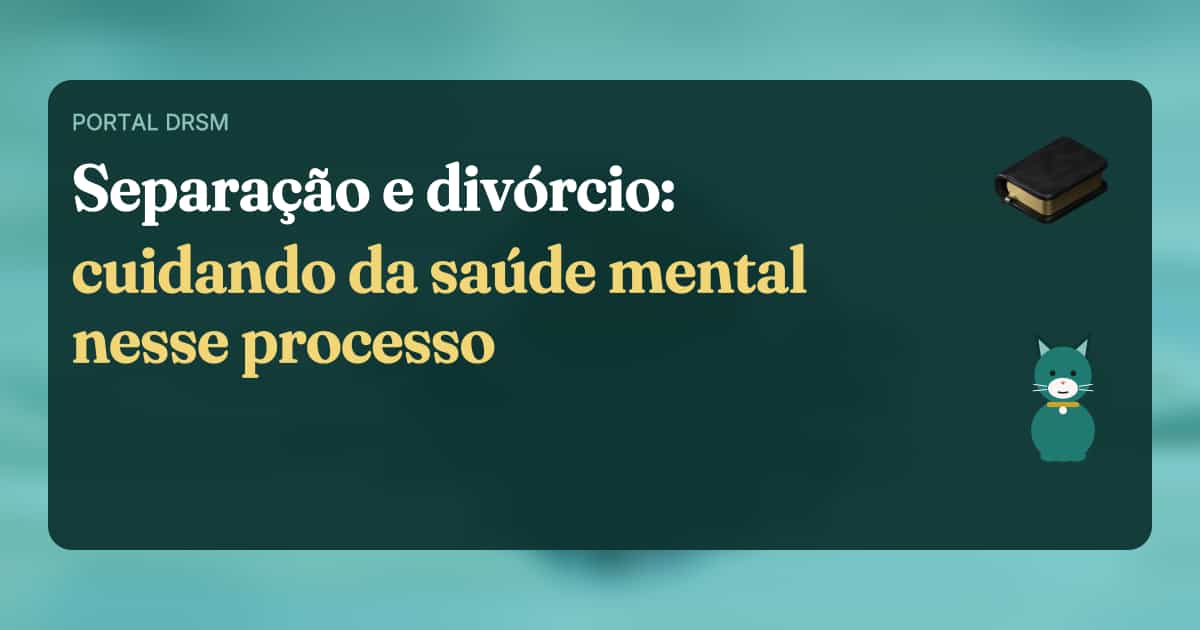 PORTAL DRSM
Separação e divórcio:
cuidando da saúde mental
nesse processo